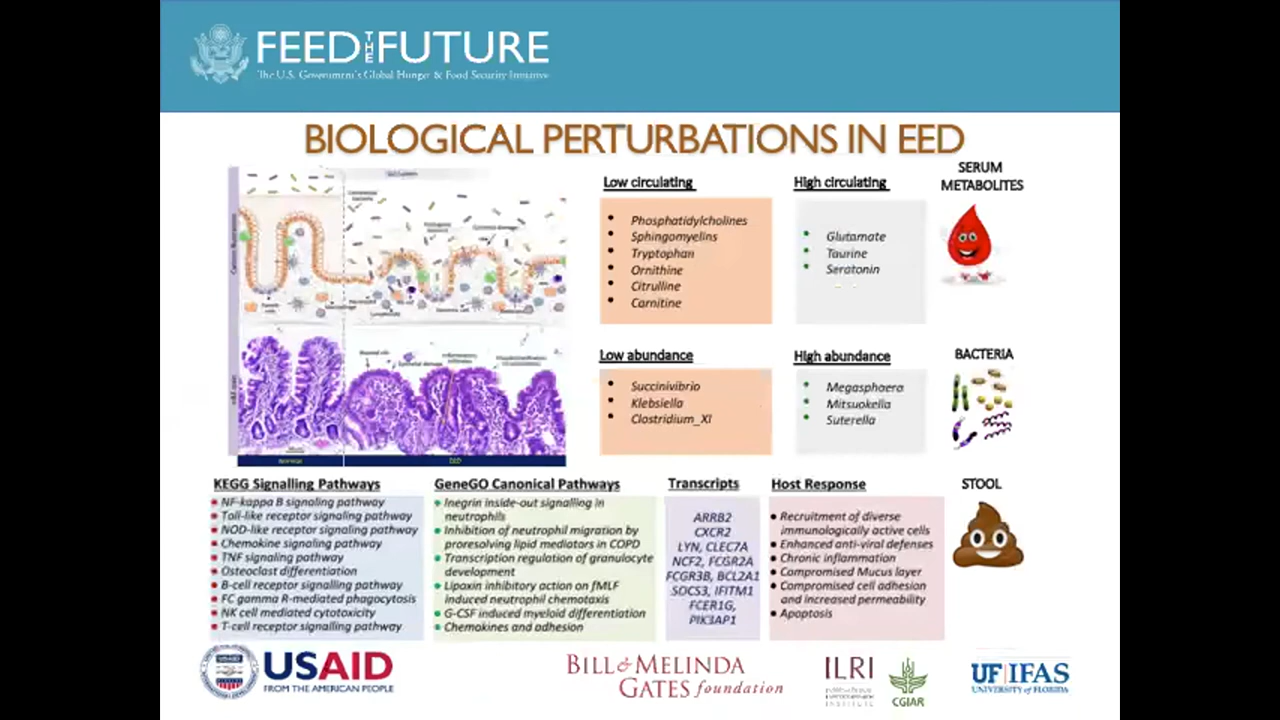 FEED THE FUTURE
The U.S. Government's Global Hunger & Food Security Initiative
BIOLOGICAL PERTURBATIONS IN EED
SERUM
METABOLITES
Low circulating
High circulating
• Phosphatidylcholines
• Sphingomyelins
• Tryptophan
• Ornithine
• Citrulline
• Carnitine
• Glutamate
• Taurine
• Seratonin
Low abundance
High abundance
BACTERIA
• Succinivibrio
• Klebsiella
• Clostridium_XI
• Megasphaera
• Mitsuokella
• Suterella
EED
KEGG Signalling Pathways
NF-kappa B signaling pathway
Toll-like receptor signaling pathway
NOD-like receptor signaling pathway
Chemokine signaling pathway
TNF signaling pathway
Osteoclast differentiation
B-cell receptor signalling pathway
FC gamma R-mediated phagocytosis
NK cell mediated cytotoxicity
T-cell receptor signalling pathway
GeneGO Canonical Pathways
Inegrin inside-out signalling in
neutrophils
Inhibition of neutrophil migration by
proresolving lipid mediators in COPD
Transcription regulation of granulocyte
development
Lipoxin inhibitory action on fMLF
induced neutrophil chemotaxis
G-CSF induced myeloid differentiation
Chemokines and adhesion
Transcripts
ARRB2
CXCR2
LYN, CLEC7A
NCF2, FCGR2A
FCGR3B, BCL2A1
SOCS3, IFITM1
FCER1G,
PIK3AP1
Host Response
• Recruitment of diverse
immunologically active cells
• Enhanced anti-viral defenses
• Chronic inflammation
• Compromised Mucus layer
• Compromised cell adhesion
and increased permeability
• Apoptosis
STOOL
USAID
FROM THE AMERICAN PEOPLE
BILL & MELINDA
GATES foundation
ILRI
INTERNATIONAL
LIVESTOCK RESEARCH
INSTITUTE
CGIAR
UF|IFAS
UNIVERSITY of FLORIDA